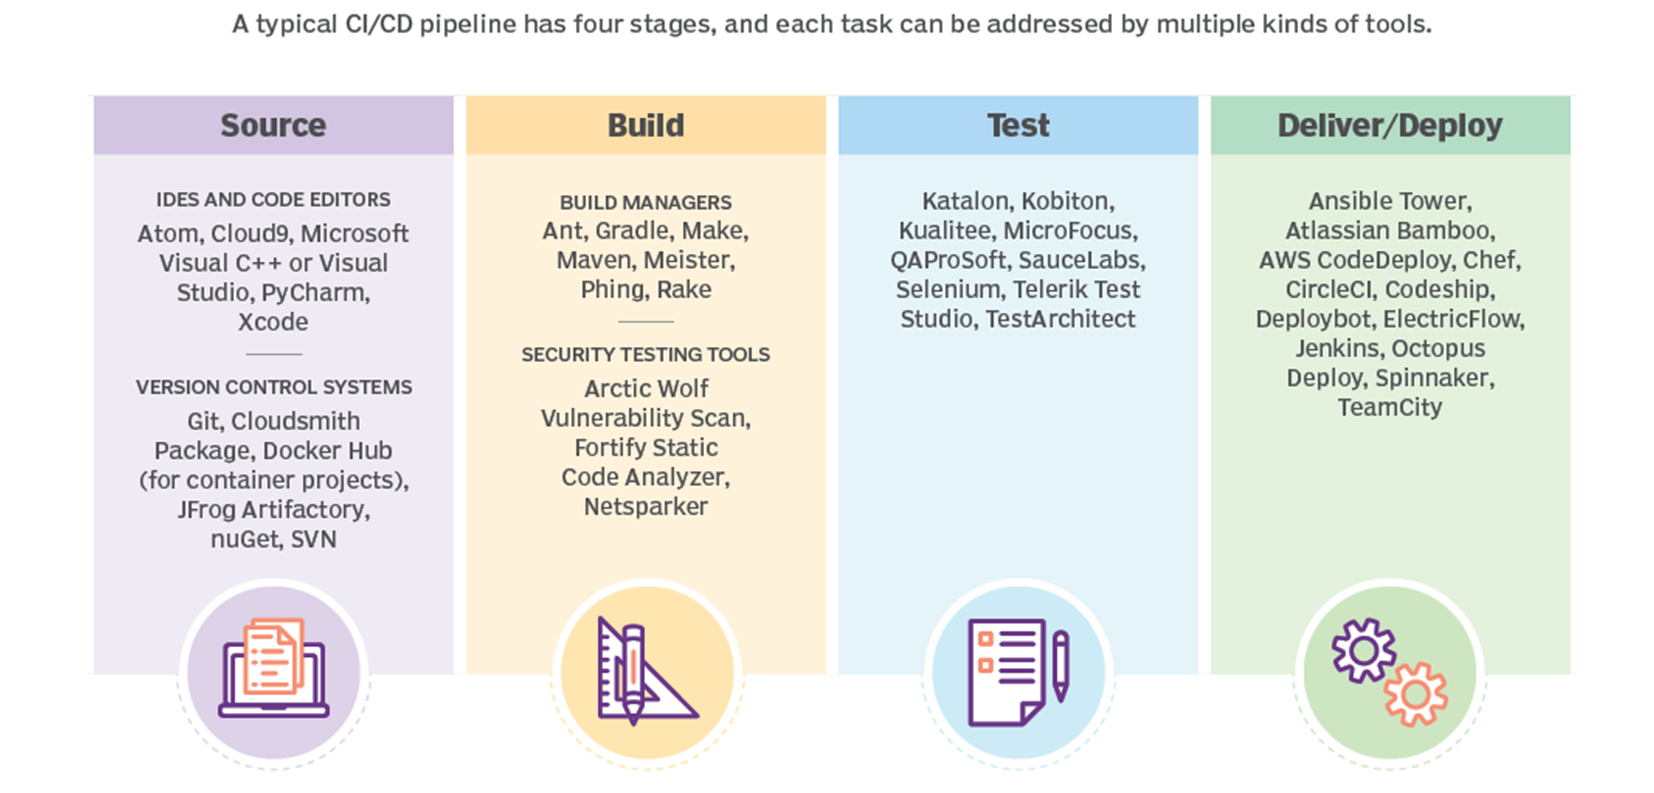 A typical CI/CD pipeline has four stages, and each task can be addressed by multiple kinds of tools.
Source
IDES AND CODE EDITORS
Atom, Cloud9, Microsoft
Visual C++ or Visual
Studio, PyCharm,
Xcode
VERSION CONTROL SYSTEMS
Git, Cloudsmith
Package, Docker Hub
(for container projects),
JFrog Artifactory,
nuGet, SVN
Build
BUILD MANAGERS
Ant, Gradle, Make,
Maven, Meister,
Phing, Rake
SECURITY TESTING TOOLS
Arctic Wolf
Vulnerability Scan,
Fortify Static
Code Analyzer,
Netsparker
Test
Katalon, Kobiton,
Kualitee, MicroFocus,
QAProSoft, SauceLabs,
Selenium, Telerik Test
Studio, TestArchitect
Deliver/Deploy
Ansible Tower,
Atlassian Bamboo,
AWS CodeDeploy, Chef,
CircleCI, Codeship,
Deploybot, ElectricFlow,
Jenkins, Octopus
Deploy, Spinnaker,
TeamCity